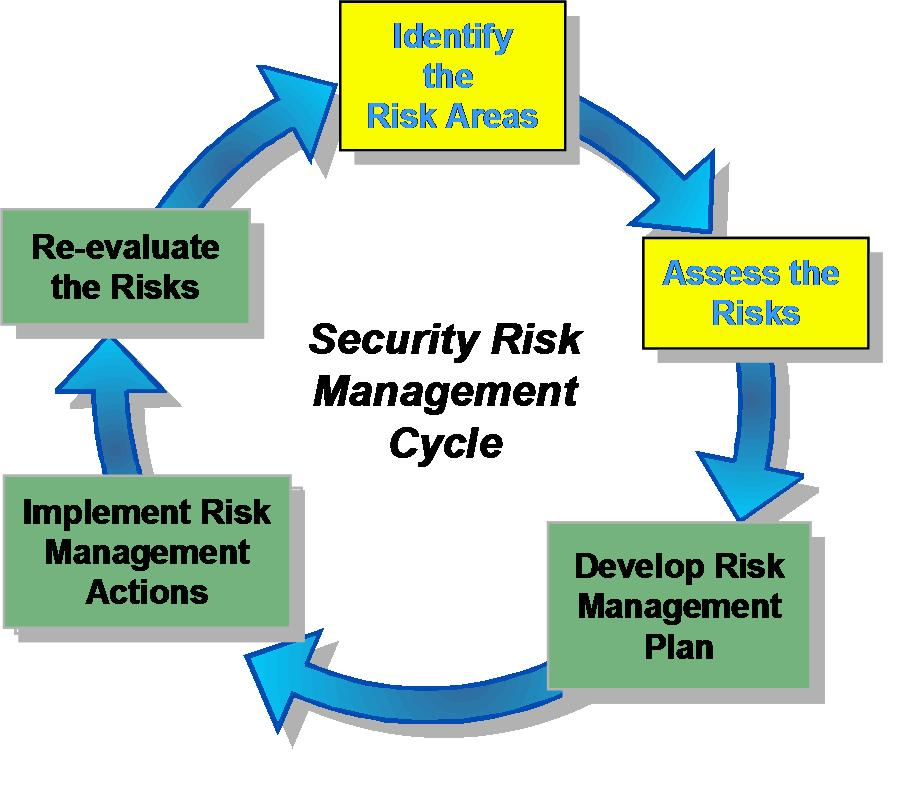 Identify
the
Risk Areas
Assess the
Risks
Develop Risk
Management
Plan
Implement Risk
Management
Actions
Re-evaluate
the Risks
Security Risk
Management
Cycle